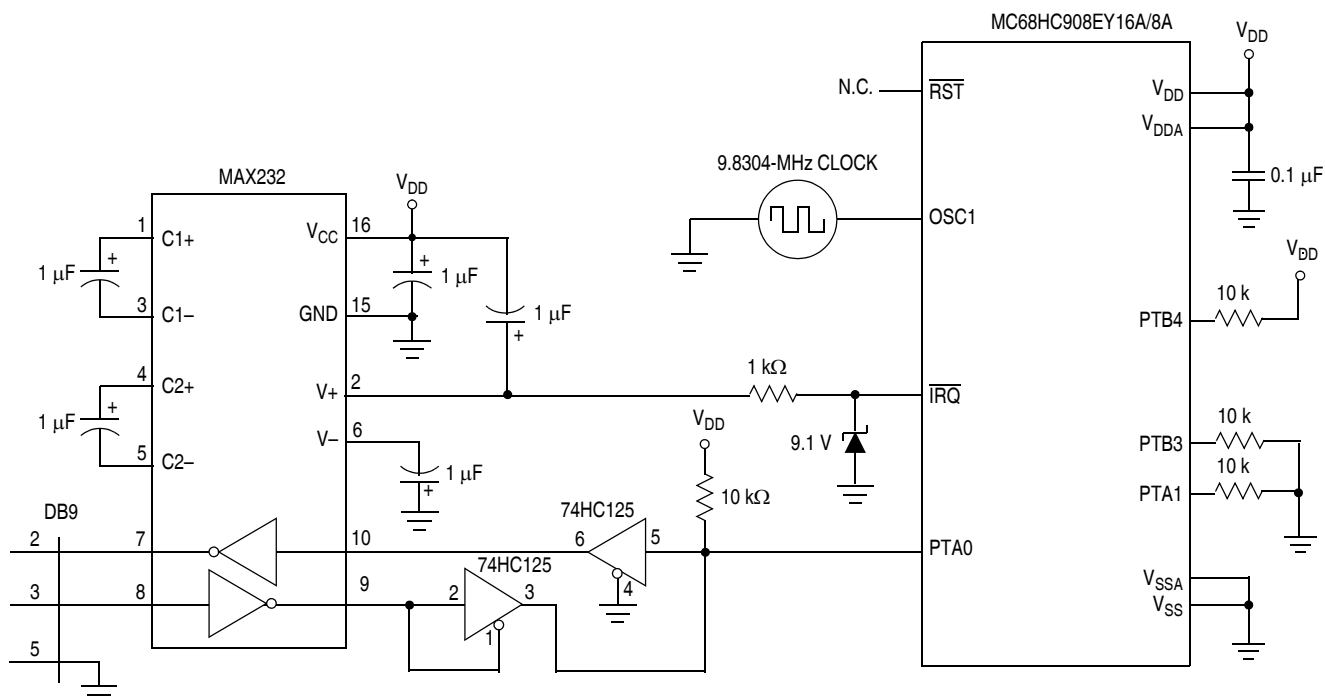 MC68HC908EY16A/8A
V_DD
N.C.
RST
V_DD
V_DDA
0.1 µF
9.8304-MHz CLOCK
OSC1
MAX232
V_DD
1
C1+
V_CC
16
1 µF
+
+
1 µF
3
C1–
GND
15
+
1 µF
V_DD
10 k
PTB4
4
C2+
V+
2
1 kΩ
IRQ
1 µF
+
V–
6
5
C2–
+
1 µF
V_DD
9.1 V
10 k
PTB3
10 k
PTA1
10 kΩ
DB9
74HC125
2
7
10
6
5
4
PTA0
74HC125
3
8
9
2
3
1
V_SSA
V_SS
5